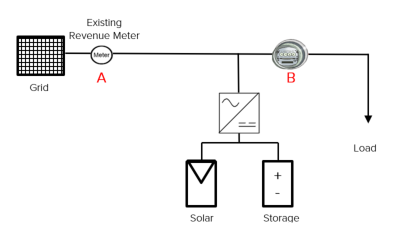 Existing
Revenue Meter
Meter
A
B
Grid
Load
+
-
Solar
Storage